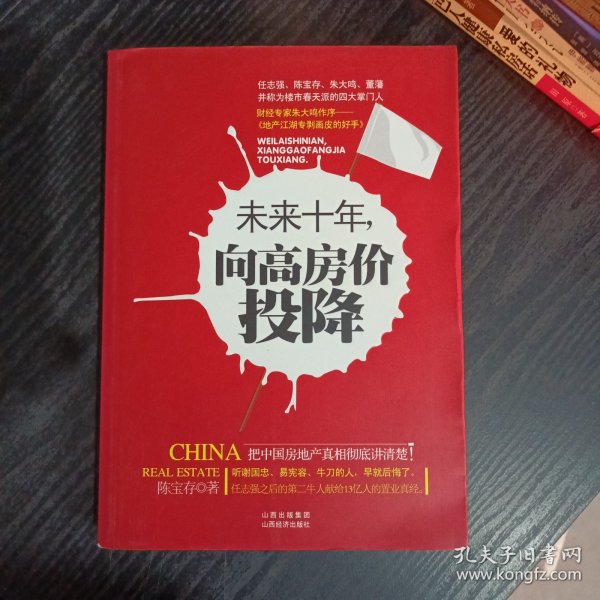 任志强、陈宝存、朱大鸣、董藩
并称为楼市春天派的四大掌门人
财经专家朱大鸣作序——
《地产江湖专剥画皮的好手》
WEILAISHINIAN,
XIANGGAOFANGJIA
TOUXIANG.
未来十年,
向高房价
投降
CHINA 把中国房地产真相彻底讲清楚!
REAL ESTATE 听谢国忠、易宪容、牛刀的人，早就后悔了。
陈宝存◎著 任志强之后的第二牛人献给13亿人的置业真经。
山西出版集团
山西经济出版社
爱的礼物
孔夫子旧书网
www.kongfz.com